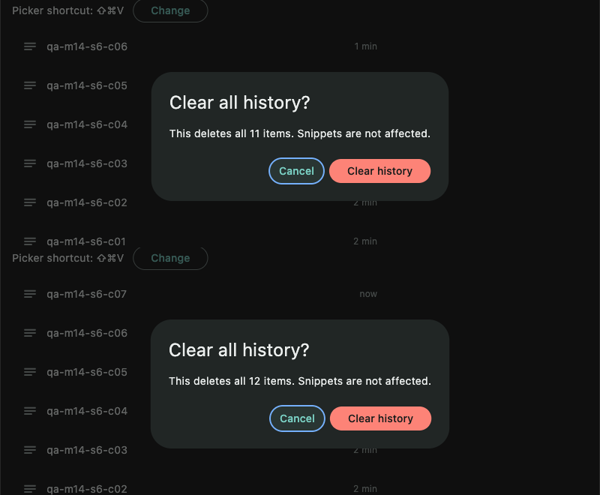 Picker shortcut: ⇧⌘V Change
qa-m14-s6-c06 1 min
qa-m14-s6-c05
Clear all history?
qa-m14-s6-c04
This deletes all 11 items. Snippets are not affected.
qa-m14-s6-c03
Cancel Clear history
qa-m14-s6-c02 2 min
qa-m14-s6-c01 2 min
Picker shortcut: ⇧⌘V Change
qa-m14-s6-c07 now
qa-m14-s6-c06
Clear all history?
qa-m14-s6-c05
This deletes all 12 items. Snippets are not affected.
qa-m14-s6-c04
Cancel Clear history
qa-m14-s6-c03 2 min
qa-m14-s6-c02 2 min